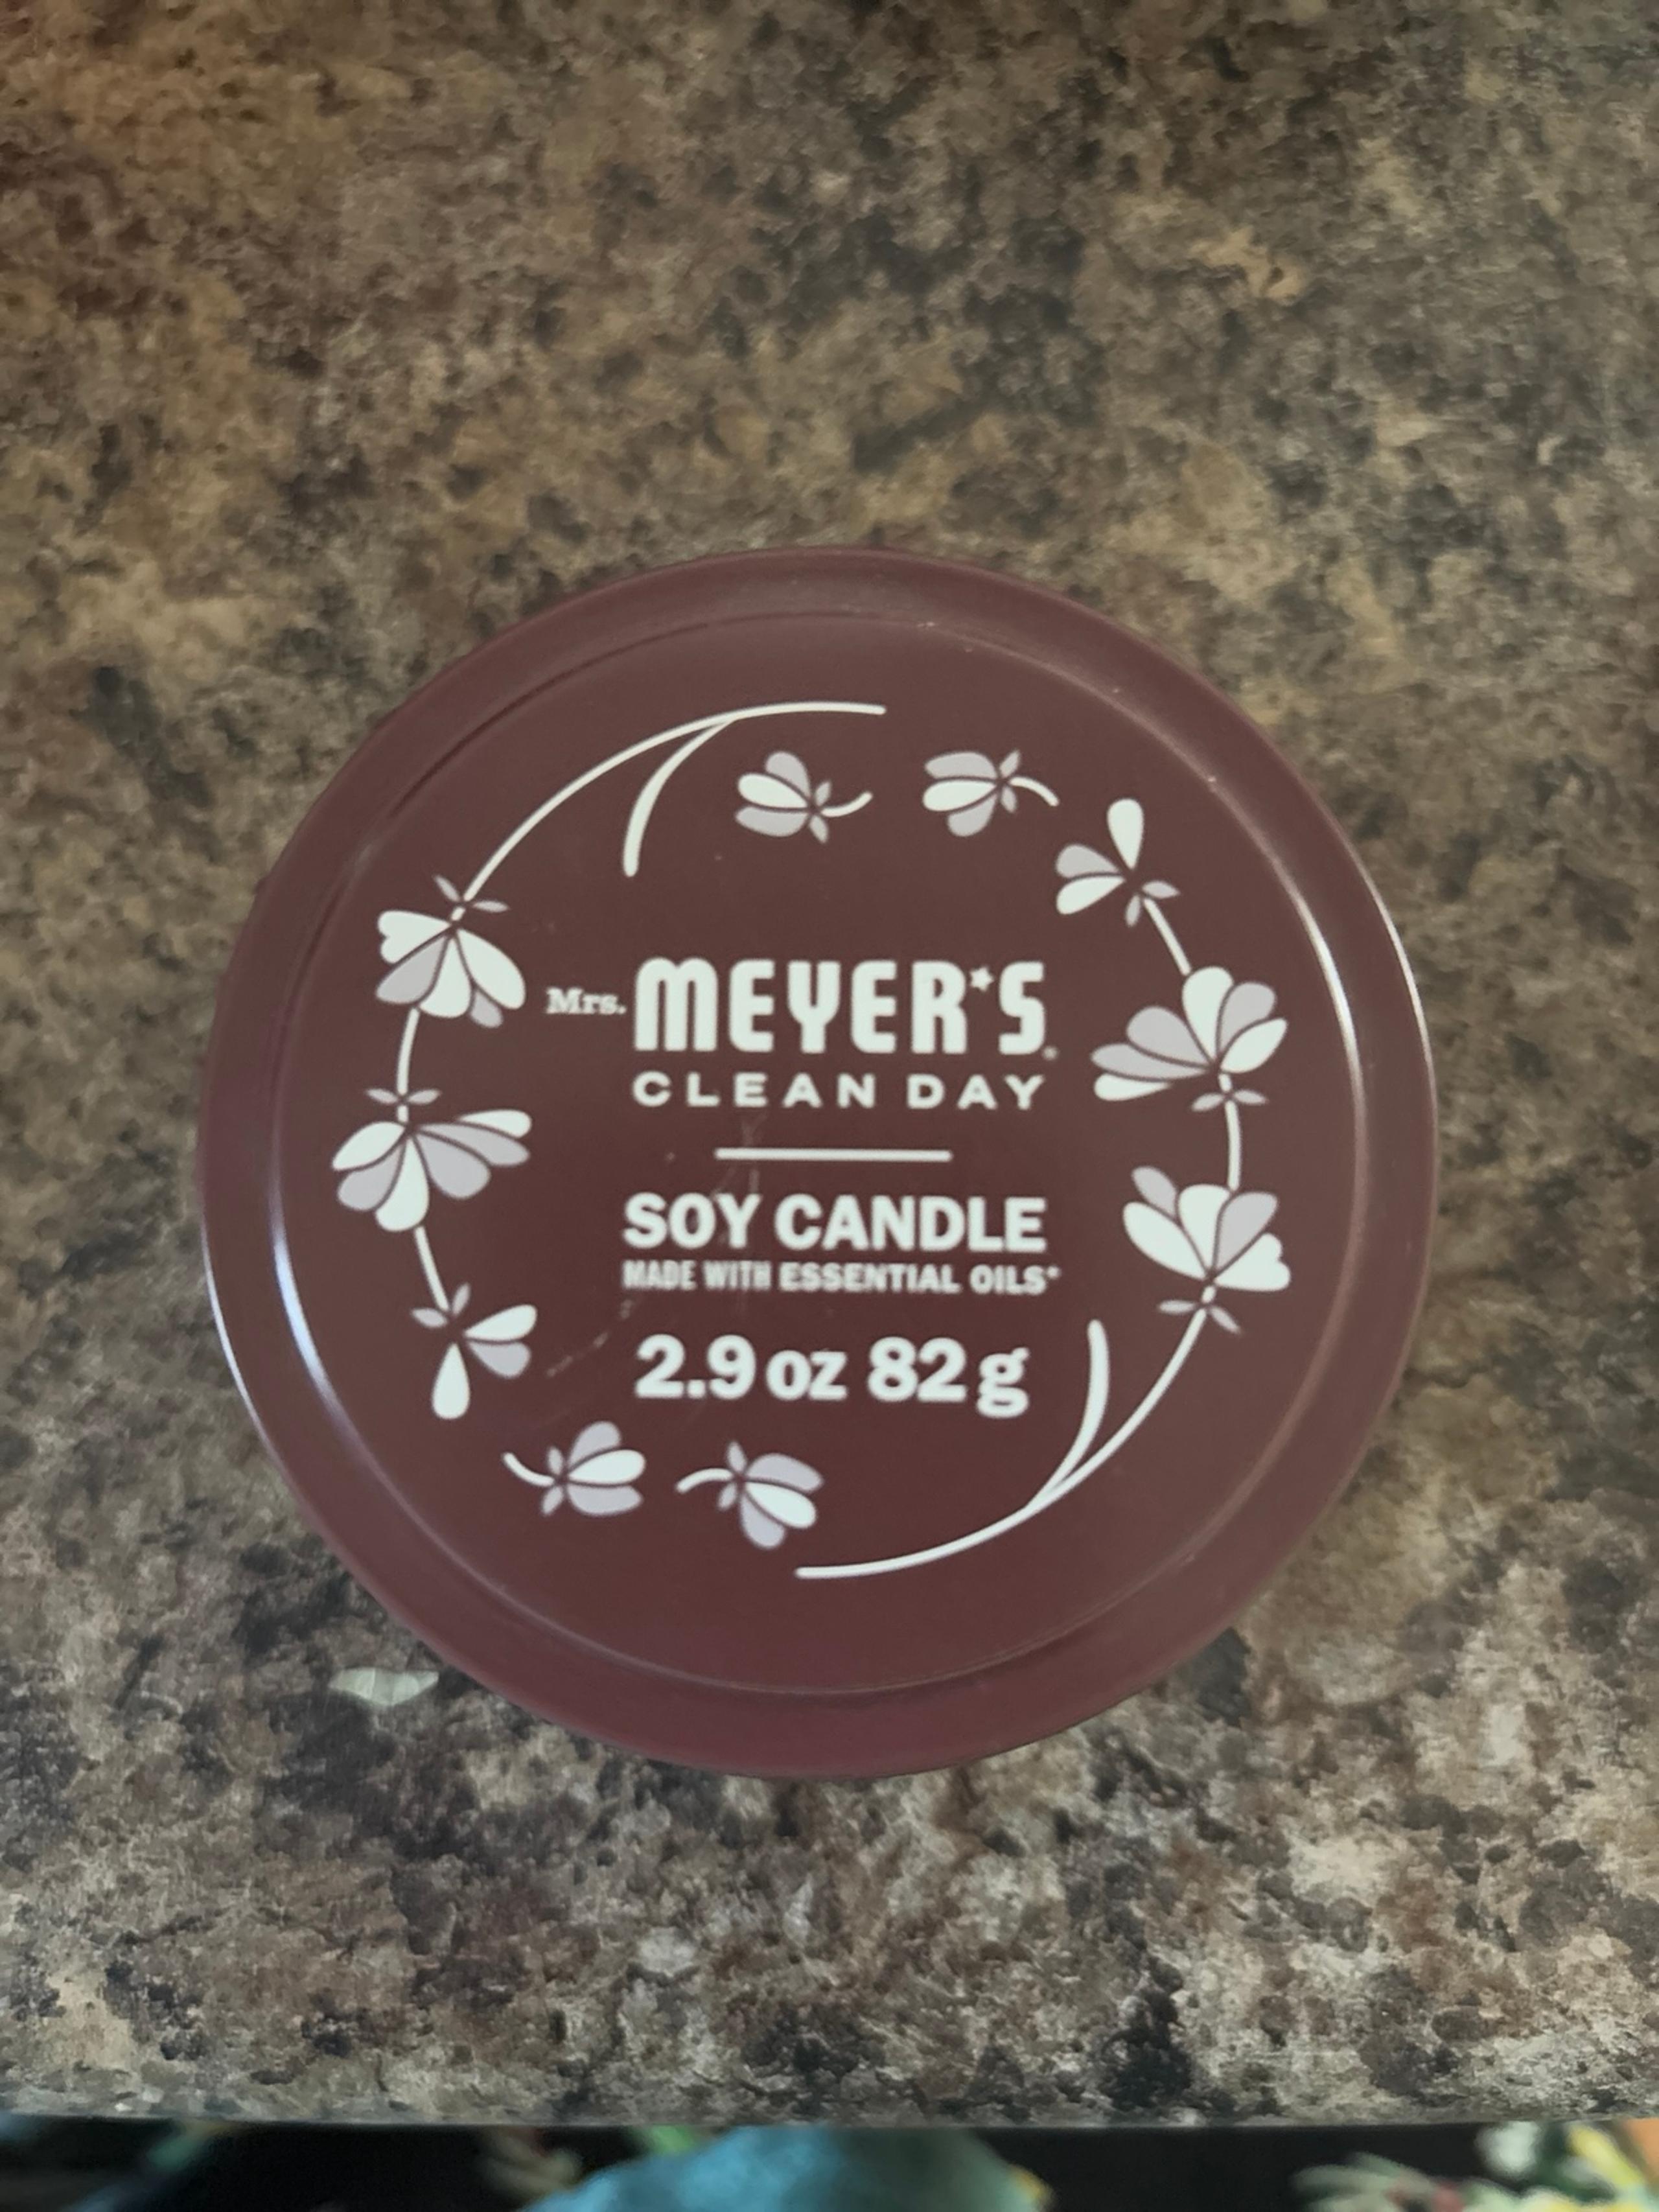 Mrs. MEYER'S®
CLEAN DAY
SOY CANDLE
MADE WITH ESSENTIAL OILS*
2.9 oz 82 g